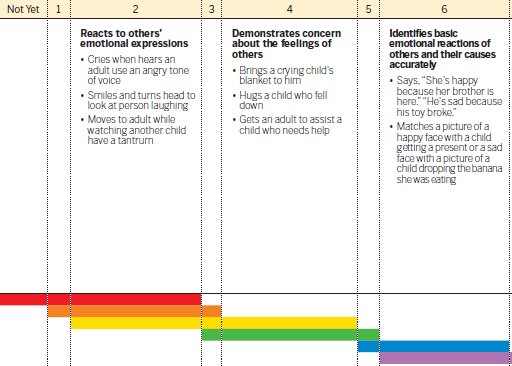 Not Yet 1 2 3 4 5 6
Reacts to others'
emotional expressions
• Cries when hears an
adult use an angry tone
of voice
• Smiles and turns head to
look at person laughing
• Moves to adult while
watching another child
have a tantrum
Demonstrates concern
about the feelings of
others
• Brings a crying child's
blanket to him
• Hugs a child who fell
down
• Gets an adult to assist a
child who needs help
Identifies basic
emotional reactions of
others and their causes
accurately
• Says, "She's happy
because her brother is
here." "He's sad because
his toy broke."
• Matches a picture of a
happy face with a child
getting a present or a sad
face with a picture of a
child dropping the banana
she was eating